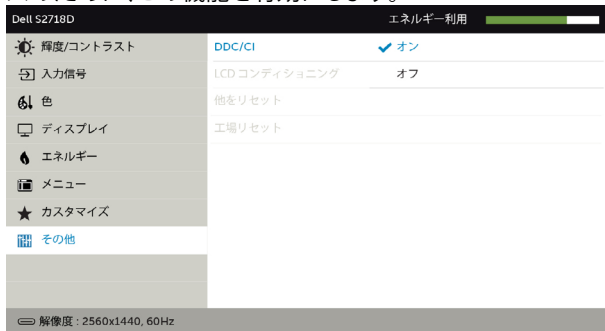 Dell S2718D
エネルギー利用
輝度/コントラスト
DDC/CI
オン
入力信号
LCD コンディショニング
オフ
色
他をリセット
ディスプレイ
工場リセット
エネルギー
メニュー
カスタマイズ
その他
解像度 : 2560x1440, 60Hz